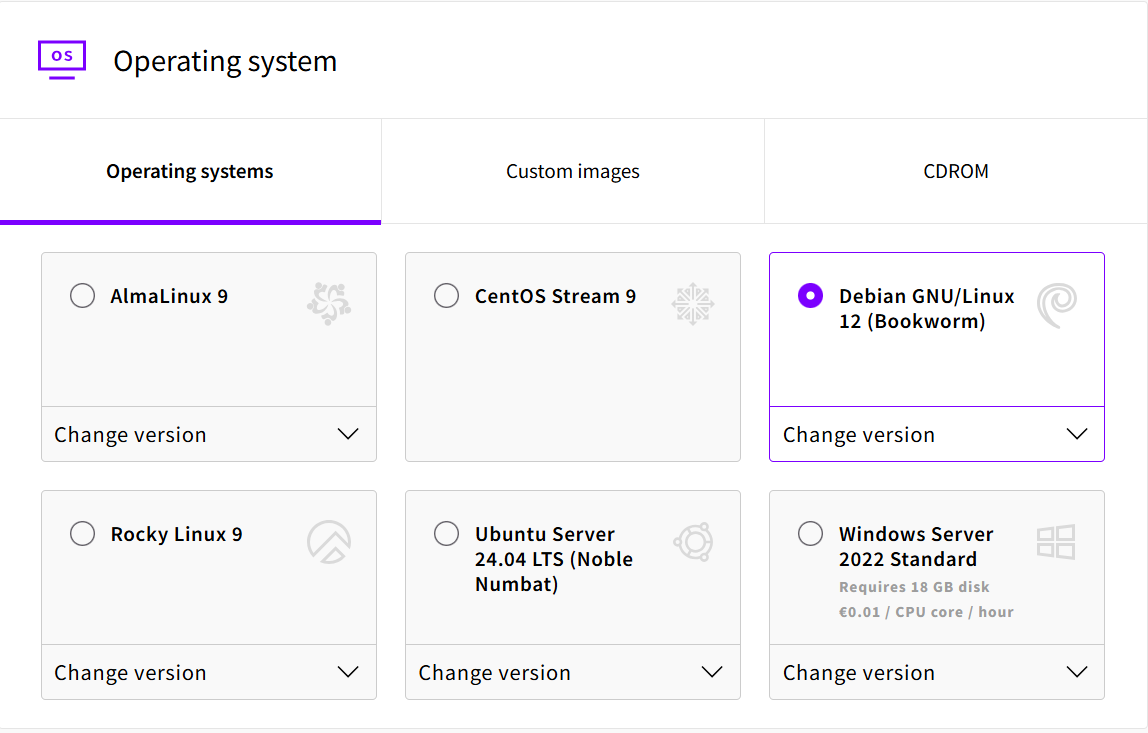 OS
Operating system
Operating systems
Custom images
CDROM
AlmaLinux 9
CentOS Stream 9
Debian GNU/Linux
12 (Bookworm)
Change version
Change version
Rocky Linux 9
Ubuntu Server
24.04 LTS (Noble
Numbat)
Windows Server
2022 Standard
Requires 18 GB disk
€0.01 / CPU core / hour
Change version
Change version
Change version